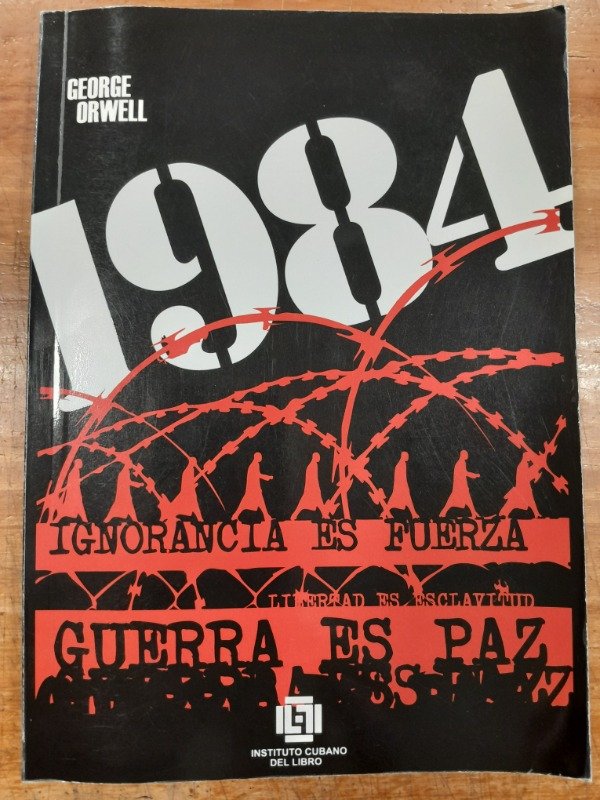 GEORGE
ORWELL
1984
IGNORANCIA ES FUERZA
LIBERTAD ES ESCLAVITUD
GUERRA ES PAZ
INSTITUTO CUBANO
DEL LIBRO